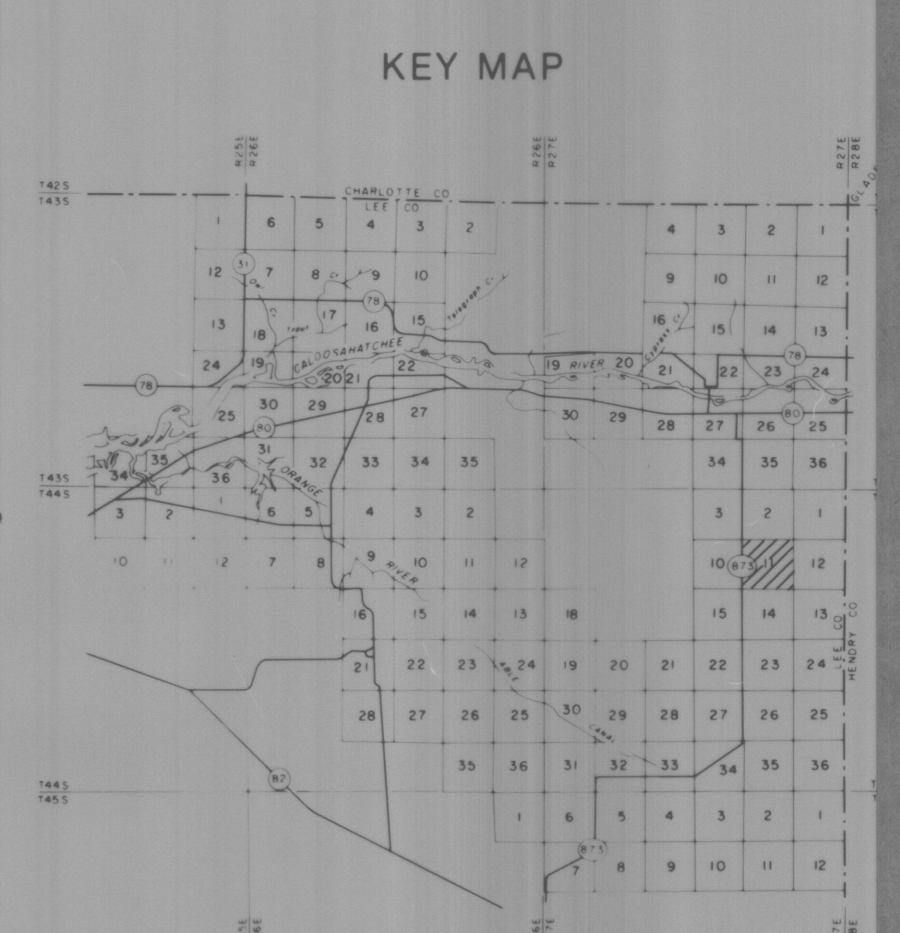 KEY MAP
R25E R26E R26E R27E R27E R28E
T42S CHARLOTTE CO
T43S LEE CO
1 6 5 4 3 2 4 3 2 1
31
12 7 8 Cr 9 10 9 10 11 12
78 Telegraph Cr
13 18 Trout 17 16 15 16 15 14 13
Cypress Cr
CALOOSAHATCHEE RIVER
24 19 20 21 22 19 20 21 22 23 24
78 78
25 30 29 28 27 30 29 28 27 26 25
80 80
34 35 36 31 32 33 34 35 34 35 36
T43S ORANGE
T44S
3 2 1 6 5 4 3 2 3 2 1
10 11 12 7 8 9 10 11 12 10 873 11 12
RIVER
16 15 14 13 18 15 14 13
LEE CO
HENDRY CO
21 22 23 24 19 20 21 22 23 24
ABLE
28 27 26 25 30 29 28 27 26 25
CANAL
35 36 31 32 33 34 35 36
82
T44S
T45S
1 6 5 4 3 2 1
873
7 8 9 10 11 12